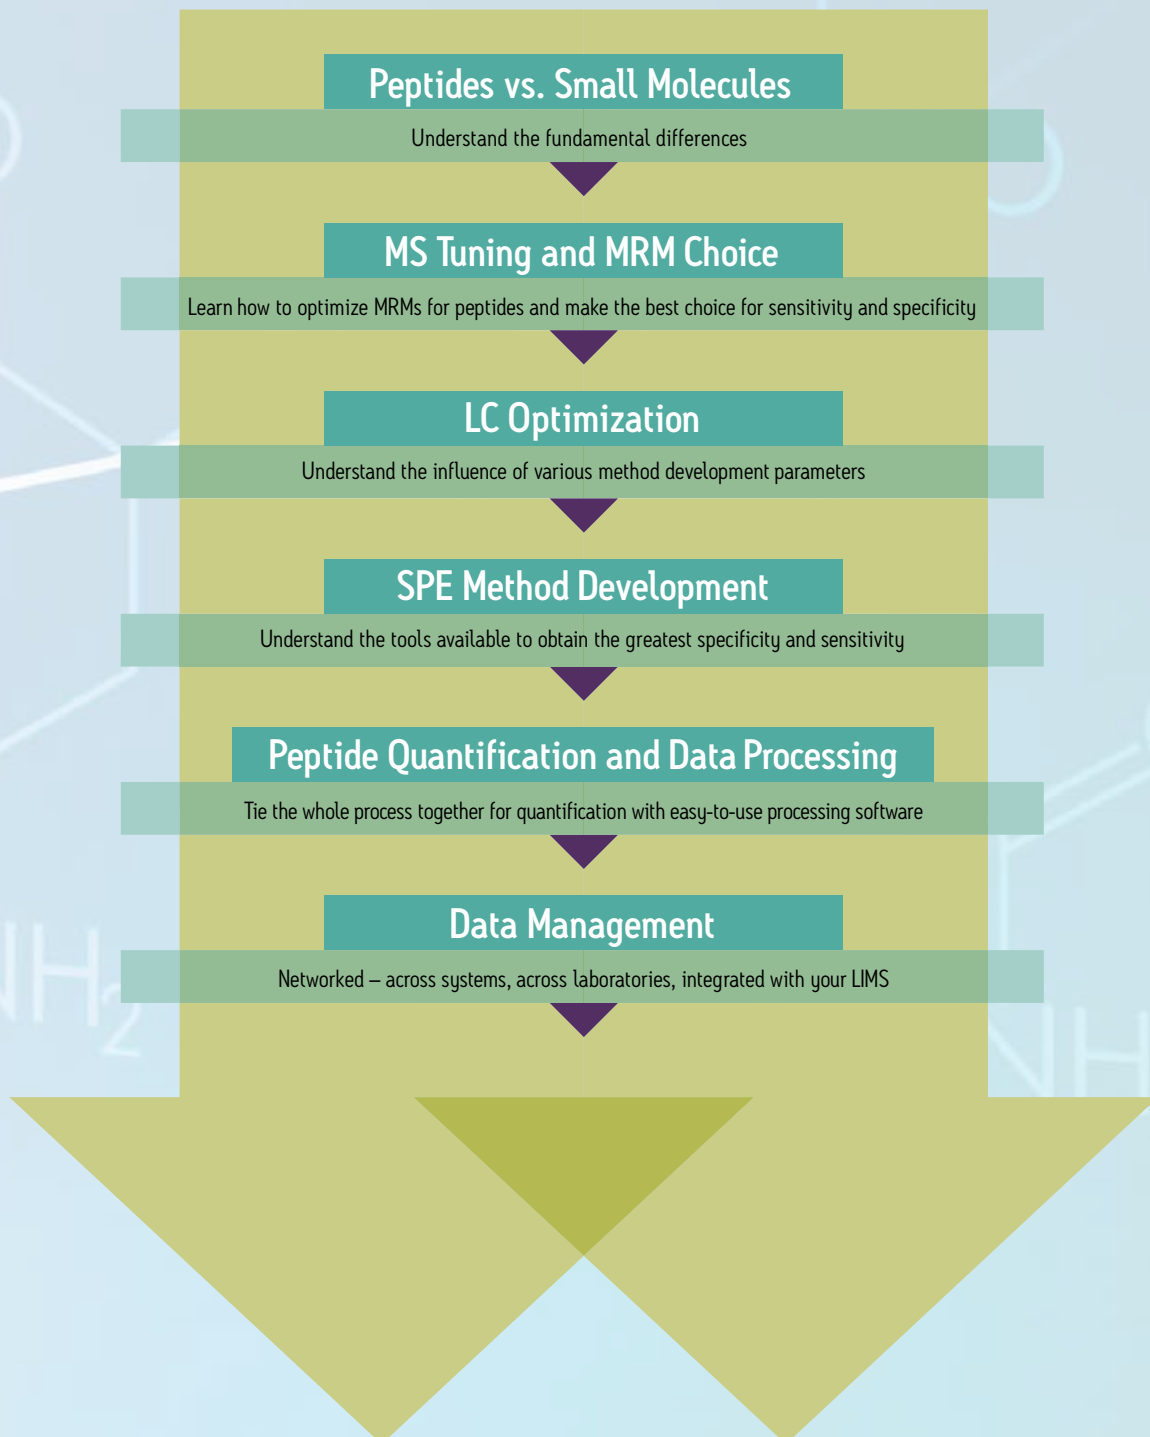 Peptides vs. Small Molecules
Understand the fundamental differences
MS Tuning and MRM Choice
Learn how to optimize MRMs for peptides and make the best choice for sensitivity and specificity
LC Optimization
Understand the influence of various method development parameters
SPE Method Development
Understand the tools available to obtain the greatest specificity and sensitivity
Peptide Quantification and Data Processing
Tie the whole process together for quantification with easy-to-use processing software
Data Management
Networked – across systems, across laboratories, integrated with your LIMS
NH2
NH